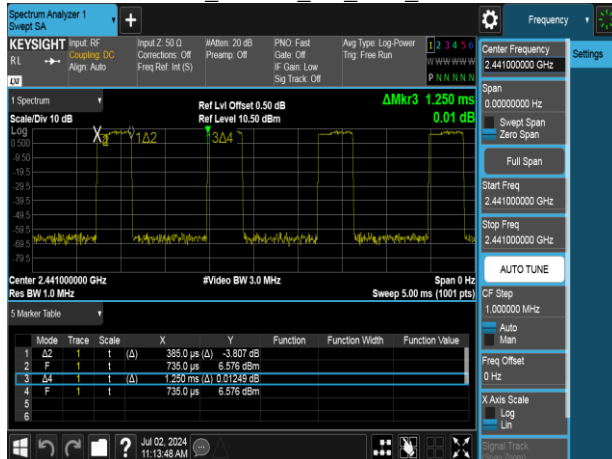 Spectrum Analyzer 1
Swept SA
+
Frequency
KEYSIGHT
RL
LXI
Input: RF
Coupling: DC
Align: Auto
Input Z: 50 Ω
Corrections: Off
Freq Ref: Int (S)
#Atten: 20 dB
Preamp: Off
PNO: Fast
Gate: Off
IF Gain: Low
Sig Track: Off
Avg Type: Log-Power
Trig: Free Run
1 2 3 4 5 6
W W W W W W
P N N N N N
1 Spectrum
Scale/Div 10 dB
Ref Lvl Offset 0.50 dB
Ref Level 10.50 dBm
ΔMkr3 1.250 ms
0.01 dB
Log
0.500
-9.50
-19.5
-29.5
-39.5
-49.5
-59.5
-69.5
-79.5
X2
1Δ2
3Δ4
Center 2.441000000 GHz
Res BW 1.0 MHz
#Video BW 3.0 MHz
Span 0 Hz
Sweep 5.00 ms (1001 pts)
5 Marker Table
Mode Trace Scale X Y Function Function Width Function Value
1 Δ2 1 t (Δ) 385.0 µs (Δ) -3.807 dB
2 F 1 t 735.0 µs 6.576 dBm
3 Δ4 1 t (Δ) 1.250 ms (Δ) 0.01249 dB
4 F 1 t 735.0 µs 6.576 dBm
5
6
?
Jul 02, 2024
11:13:48 AM
Center Frequency
2.441000000 GHz
Settings
Span
0.00000000 Hz
Swept Span
Zero Span
Full Span
Start Freq
2.441000000 GHz
Stop Freq
2.441000000 GHz
AUTO TUNE
CF Step
1.000000 MHz
Auto
Man
Freq Offset
0 Hz
X Axis Scale
Log
Lin
Signal Track
(Span Zoom)